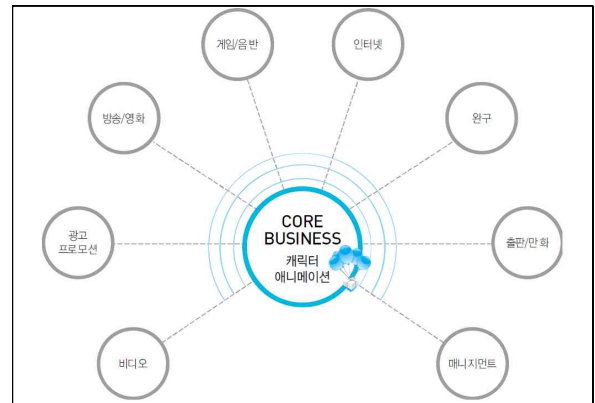 게임/음반
인터넷
방송/영화
완구
CORE
BUSINESS
캐릭터
애니메이션
광고
프로모션
출판/만화
비디오
매니지먼트